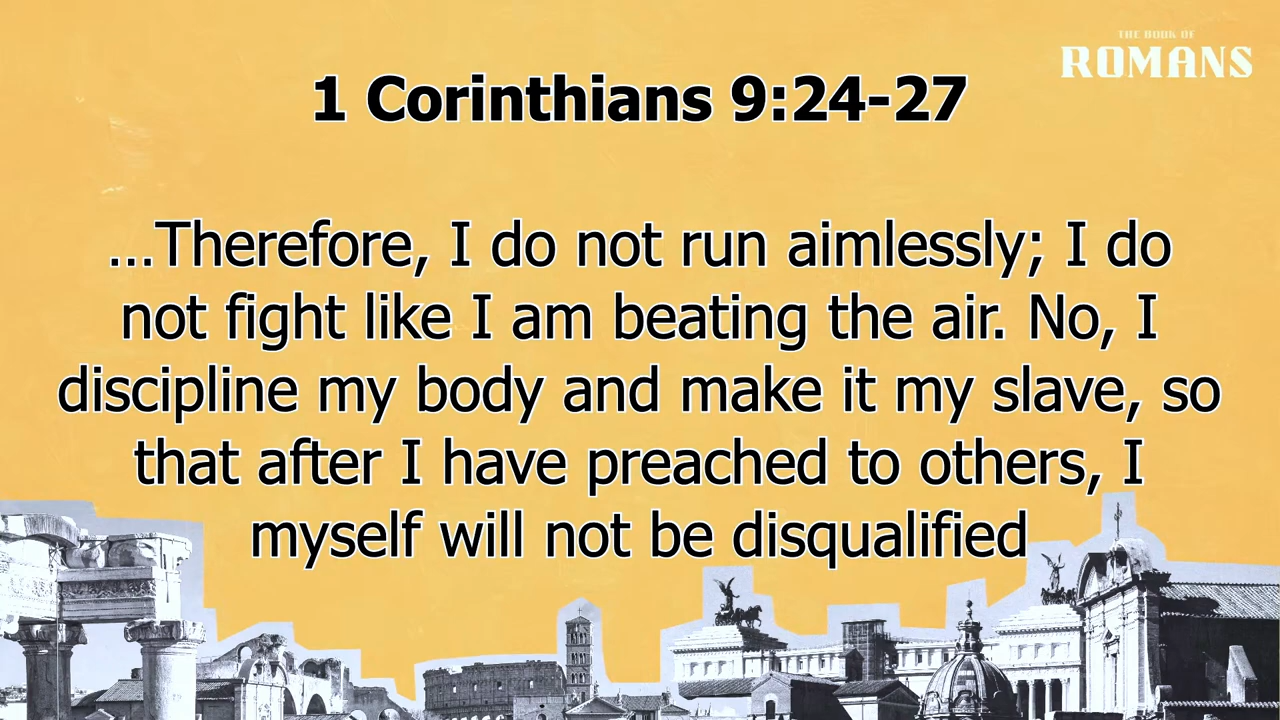 THE BOOK OF
ROMANS
1 Corinthians 9:24-27
...Therefore, I do not run aimlessly; I do
not fight like I am beating the air. No, I
discipline my body and make it my slave, so
that after I have preached to others, I
myself will not be disqualified